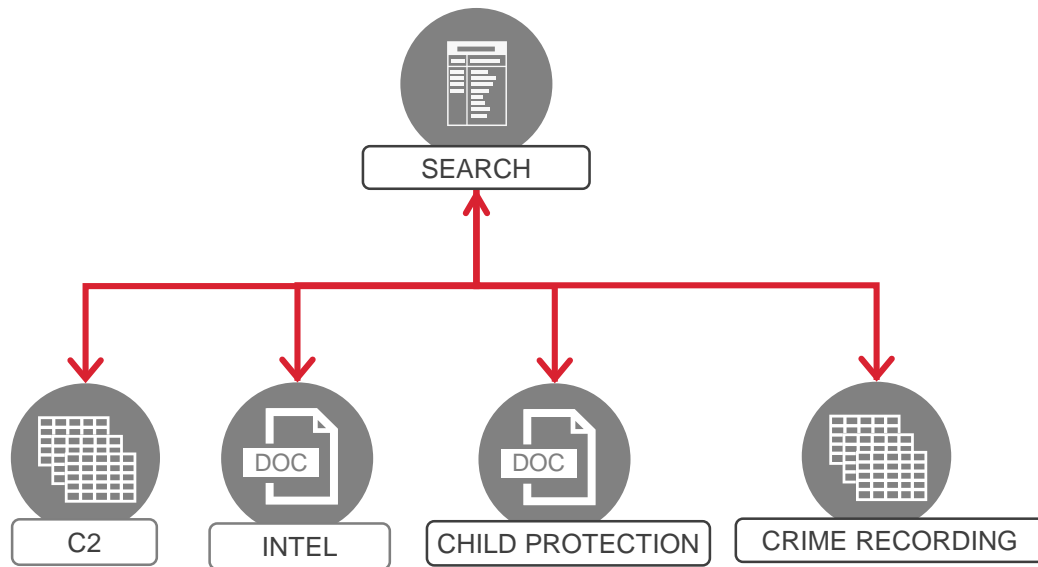 SEARCH
DOC
DOC
C2
INTEL
CHILD PROTECTION
CRIME RECORDING